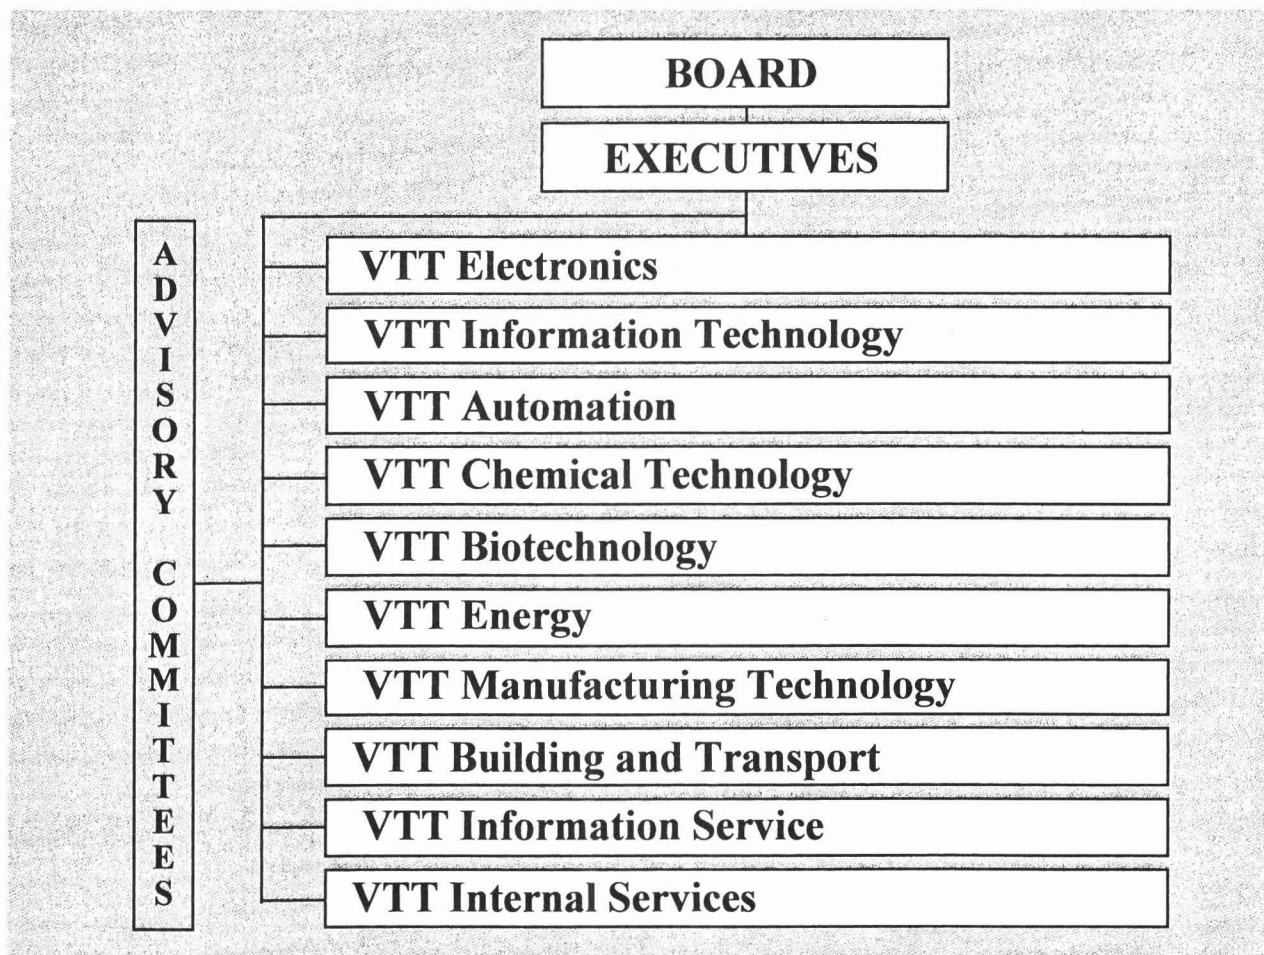 BOARD
EXECUTIVES
ADVISORY COMMITTEES
VTT Electronics
VTT Information Technology
VTT Automation
VTT Chemical Technology
VTT Biotechnology
VTT Energy
VTT Manufacturing Technology
VTT Building and Transport
VTT Information Service
VTT Internal Services